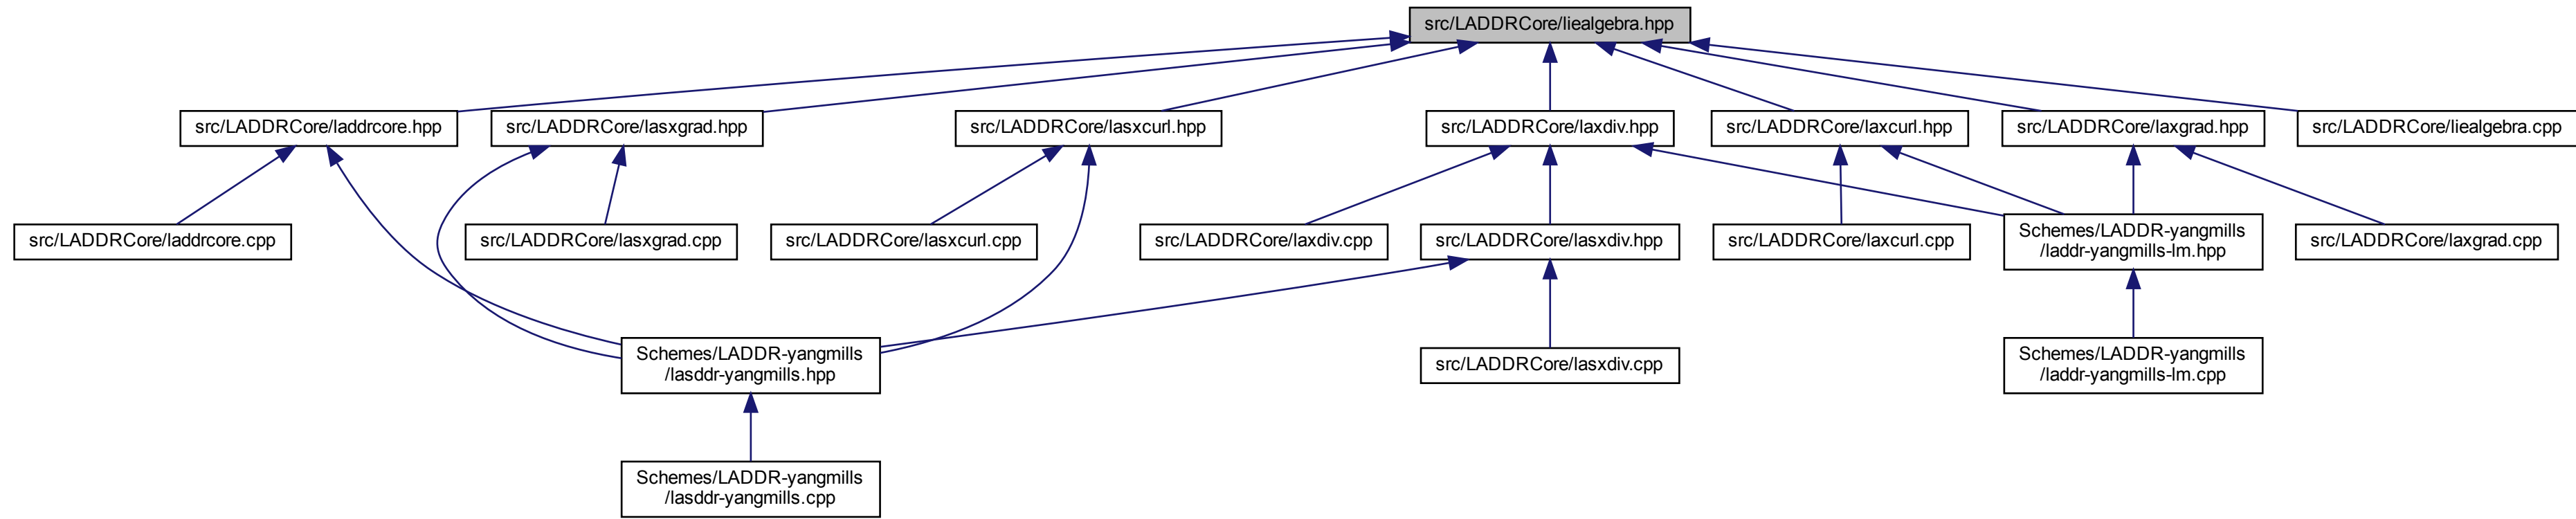 src/LADDRCore/liealgebra.hpp
src/LADDRCore/laddrcore.hpp
src/LADDRCore/lasxgrad.hpp
src/LADDRCore/lasxcurl.hpp
src/LADDRCore/laxdiv.hpp
src/LADDRCore/laxcurl.hpp
src/LADDRCore/laxgrad.hpp
src/LADDRCore/liealgebra.cpp
src/LADDRCore/laddrcore.cpp
src/LADDRCore/lasxgrad.cpp
src/LADDRCore/lasxcurl.cpp
src/LADDRCore/laxdiv.cpp
src/LADDRCore/lasxdiv.hpp
src/LADDRCore/laxcurl.cpp
Schemes/LADDR-yangmills
/laddr-yangmills-lm.hpp
src/LADDRCore/laxgrad.cpp
Schemes/LADDR-yangmills
/lasddr-yangmills.hpp
src/LADDRCore/lasxdiv.cpp
Schemes/LADDR-yangmills
/laddr-yangmills-lm.cpp
Schemes/LADDR-yangmills
/lasddr-yangmills.cpp